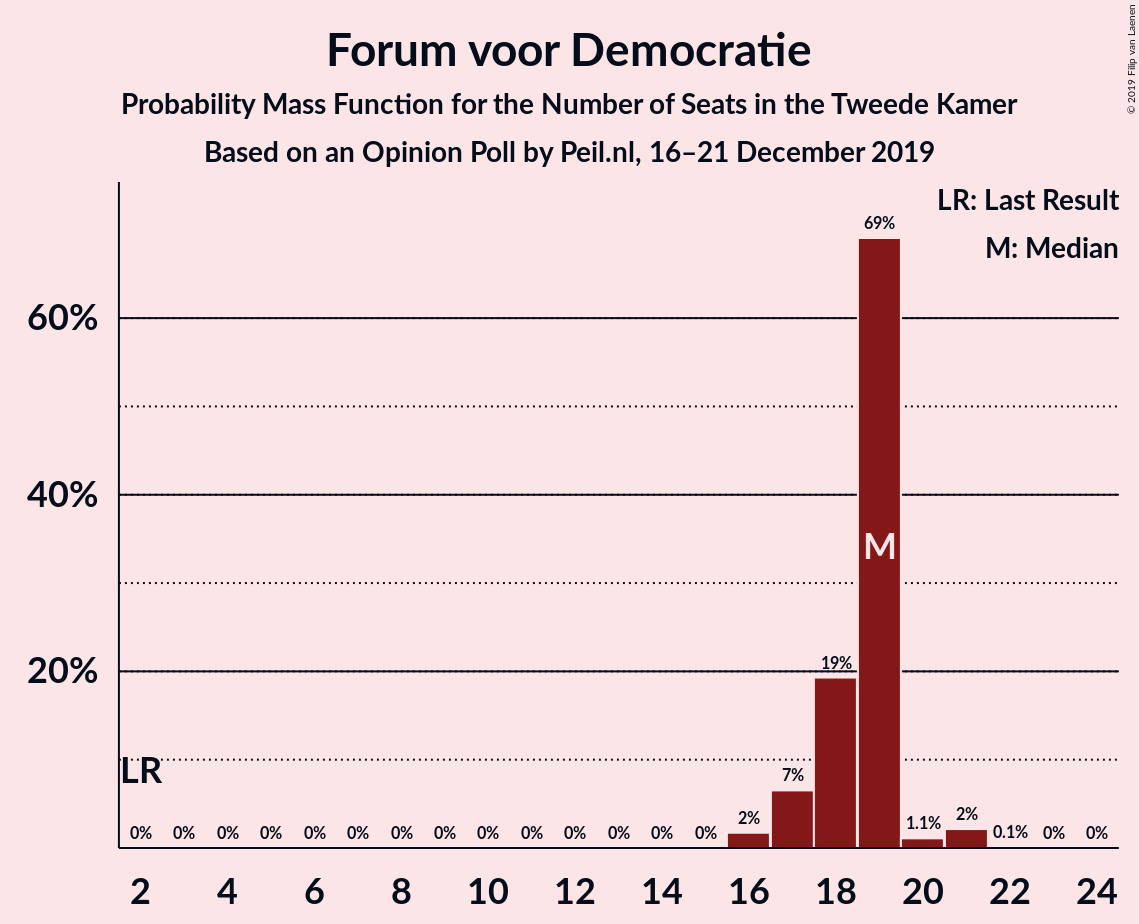 © 2019 Filip van Laenen
Forum voor Democratie
Probability Mass Function for the Number of Seats in the Tweede Kamer
Based on an Opinion Poll by Peil.nl, 16–21 December 2019
LR: Last Result
M: Median
69%
60%
40%
M
19%
20%
LR
7%
2%
1.1%
2%
0% 0% 0% 0% 0% 0% 0% 0% 0% 0% 0% 0% 0% 0% 0.1% 0% 0%
2 4 6 8 10 12 14 16 18 20 22 24